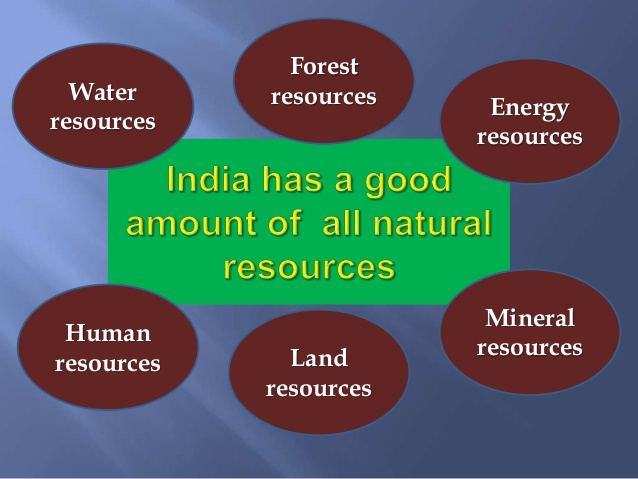 Water
resources
Forest
resources
Energy
resources
India has a good
amount of all natural
resources
Human
resources
Land
resources
Mineral
resources